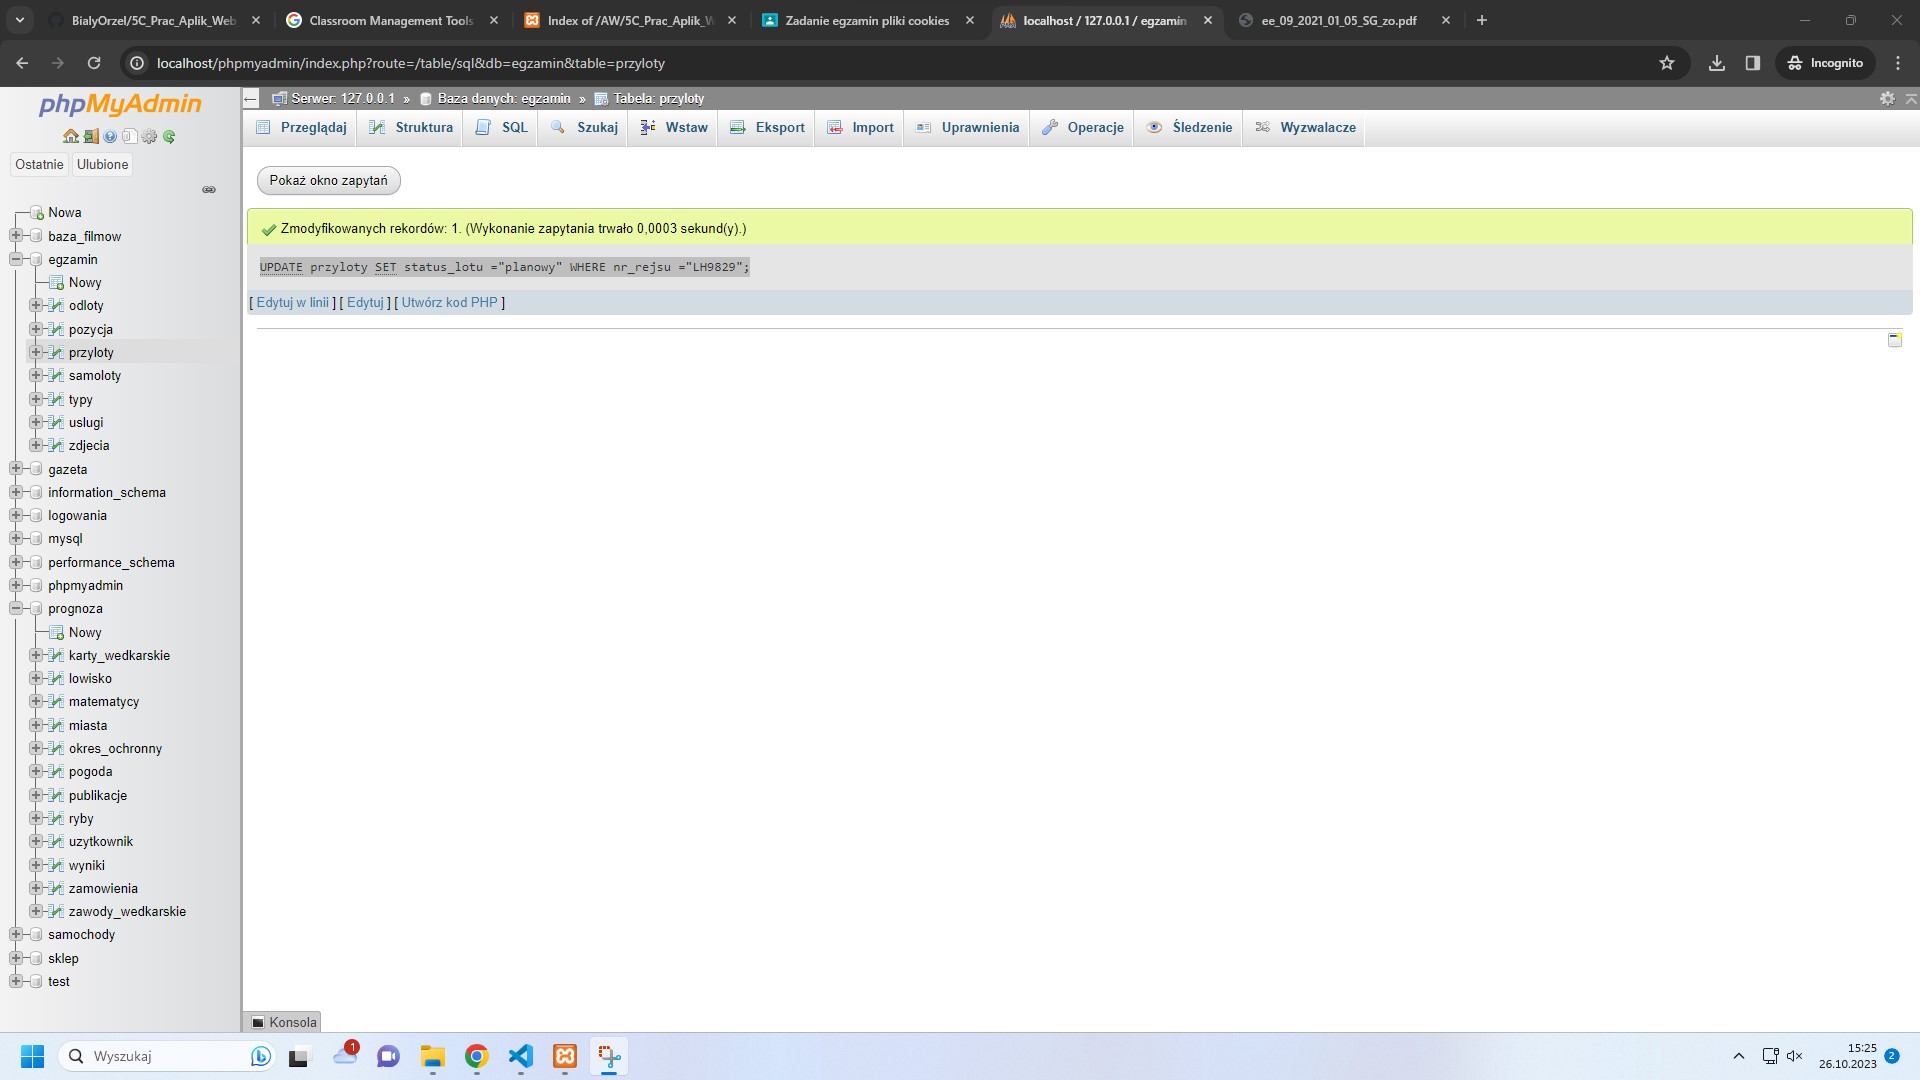 BialyOrzel/5C_Prac_Aplik_Web
Classroom Management Tools
Index of /AW/5C_Prac_Aplik_W
Zadanie egzamin pliki cookies
localhost / 127.0.0.1 / egzamin
ee_09_2021_01_05_SG_zo.pdf
localhost/phpmyadmin/index.php?route=/table/sql&db=egzamin&table=przyloty
Incognito
phpMyAdmin
Ostatnie
Ulubione
Nowa
baza_filmow
egzamin
Nowy
odloty
pozycja
przyloty
samoloty
typy
uslugi
zdjecia
gazeta
information_schema
logowania
mysql
performance_schema
phpmyadmin
prognoza
Nowy
karty_wedkarskie
lowisko
matematycy
miasta
okres_ochronny
pogoda
publikacje
ryby
uzytkownik
wyniki
zamowienia
zawody_wedkarskie
samochody
sklep
test
Serwer: 127.0.0.1 » Baza danych: egzamin » Tabela: przyloty
Przeglądaj
Struktura
SQL
Szukaj
Wstaw
Eksport
Import
Uprawnienia
Operacje
Śledzenie
Wyzwalacze
Pokaż okno zapytań
Zmodyfikowanych rekordów: 1. (Wykonanie zapytania trwało 0,0003 sekund(y).)
UPDATE przyloty SET status_lotu ="planowy" WHERE nr_rejsu ="LH9829";
[ Edytuj w linii ] [ Edytuj ] [ Utwórz kod PHP ]
Konsola
Wyszukaj
1
15:25
26.10.2023
2